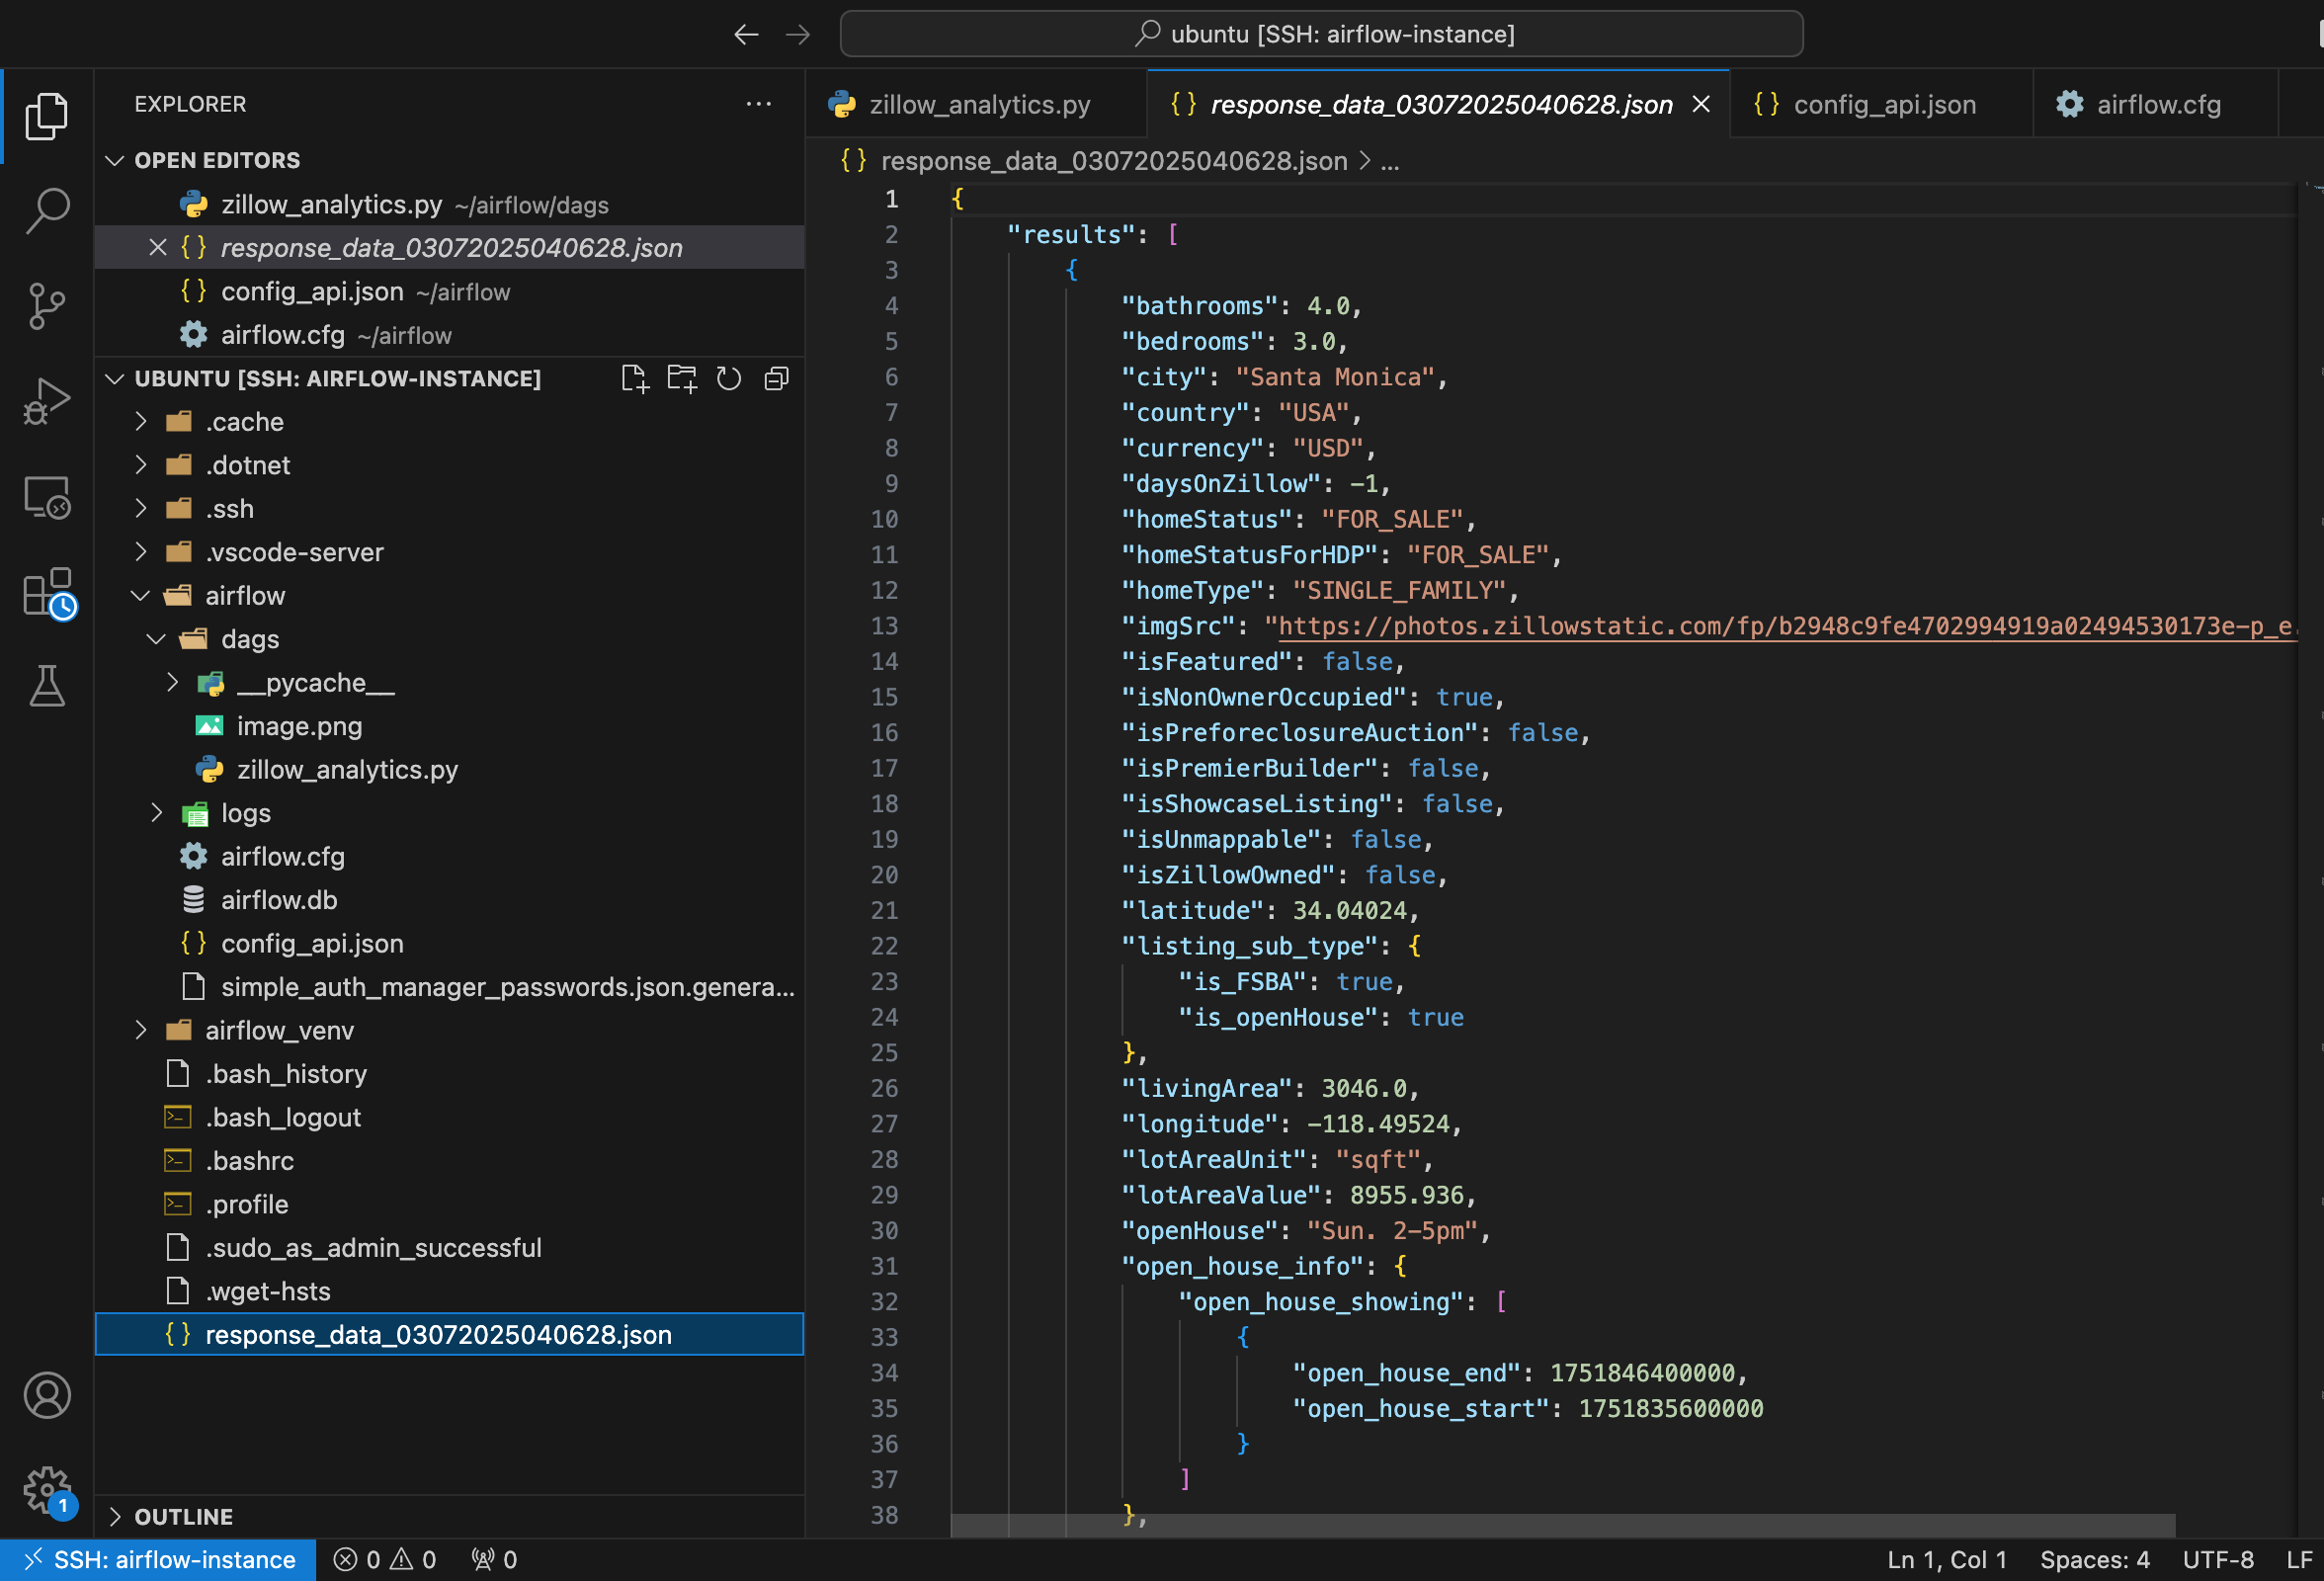 ubuntu [SSH: airflow-instance]
EXPLORER
OPEN EDITORS
zillow_analytics.py ~/airflow/dags
response_data_03072025040628.json
config_api.json ~/airflow
airflow.cfg ~/airflow
UBUNTU [SSH: AIRFLOW-INSTANCE]
.cache
.dotnet
.ssh
.vscode-server
airflow
dags
__pycache__
image.png
zillow_analytics.py
logs
airflow.cfg
airflow.db
config_api.json
simple_auth_manager_passwords.json.genera...
airflow_venv
.bash_history
.bash_logout
.bashrc
.profile
.sudo_as_admin_successful
.wget-hsts
response_data_03072025040628.json
OUTLINE
zillow_analytics.py
response_data_03072025040628.json
config_api.json
airflow.cfg
response_data_03072025040628.json > ...
1 {
2 "results": [
3 {
4 "bathrooms": 4.0,
5 "bedrooms": 3.0,
6 "city": "Santa Monica",
7 "country": "USA",
8 "currency": "USD",
9 "daysOnZillow": -1,
10 "homeStatus": "FOR_SALE",
11 "homeStatusForHDP": "FOR_SALE",
12 "homeType": "SINGLE_FAMILY",
13 "imgSrc": "https://photos.zillowstatic.com/fp/b2948c9fe4702994919a02494530173e-p_e.
14 "isFeatured": false,
15 "isNonOwnerOccupied": true,
16 "isPreforeclosureAuction": false,
17 "isPremierBuilder": false,
18 "isShowcaseListing": false,
19 "isUnmappable": false,
20 "isZillowOwned": false,
21 "latitude": 34.04024,
22 "listing_sub_type": {
23 "is_FSBA": true,
24 "is_openHouse": true
25 },
26 "livingArea": 3046.0,
27 "longitude": -118.49524,
28 "lotAreaUnit": "sqft",
29 "lotAreaValue": 8955.936,
30 "openHouse": "Sun. 2-5pm",
31 "open_house_info": {
32 "open_house_showing": [
33 {
34 "open_house_end": 1751846400000,
35 "open_house_start": 1751835600000
36 }
37 ]
38 },
1
SSH: airflow-instance 0 0 0
Ln 1, Col 1 Spaces: 4 UTF-8 LF